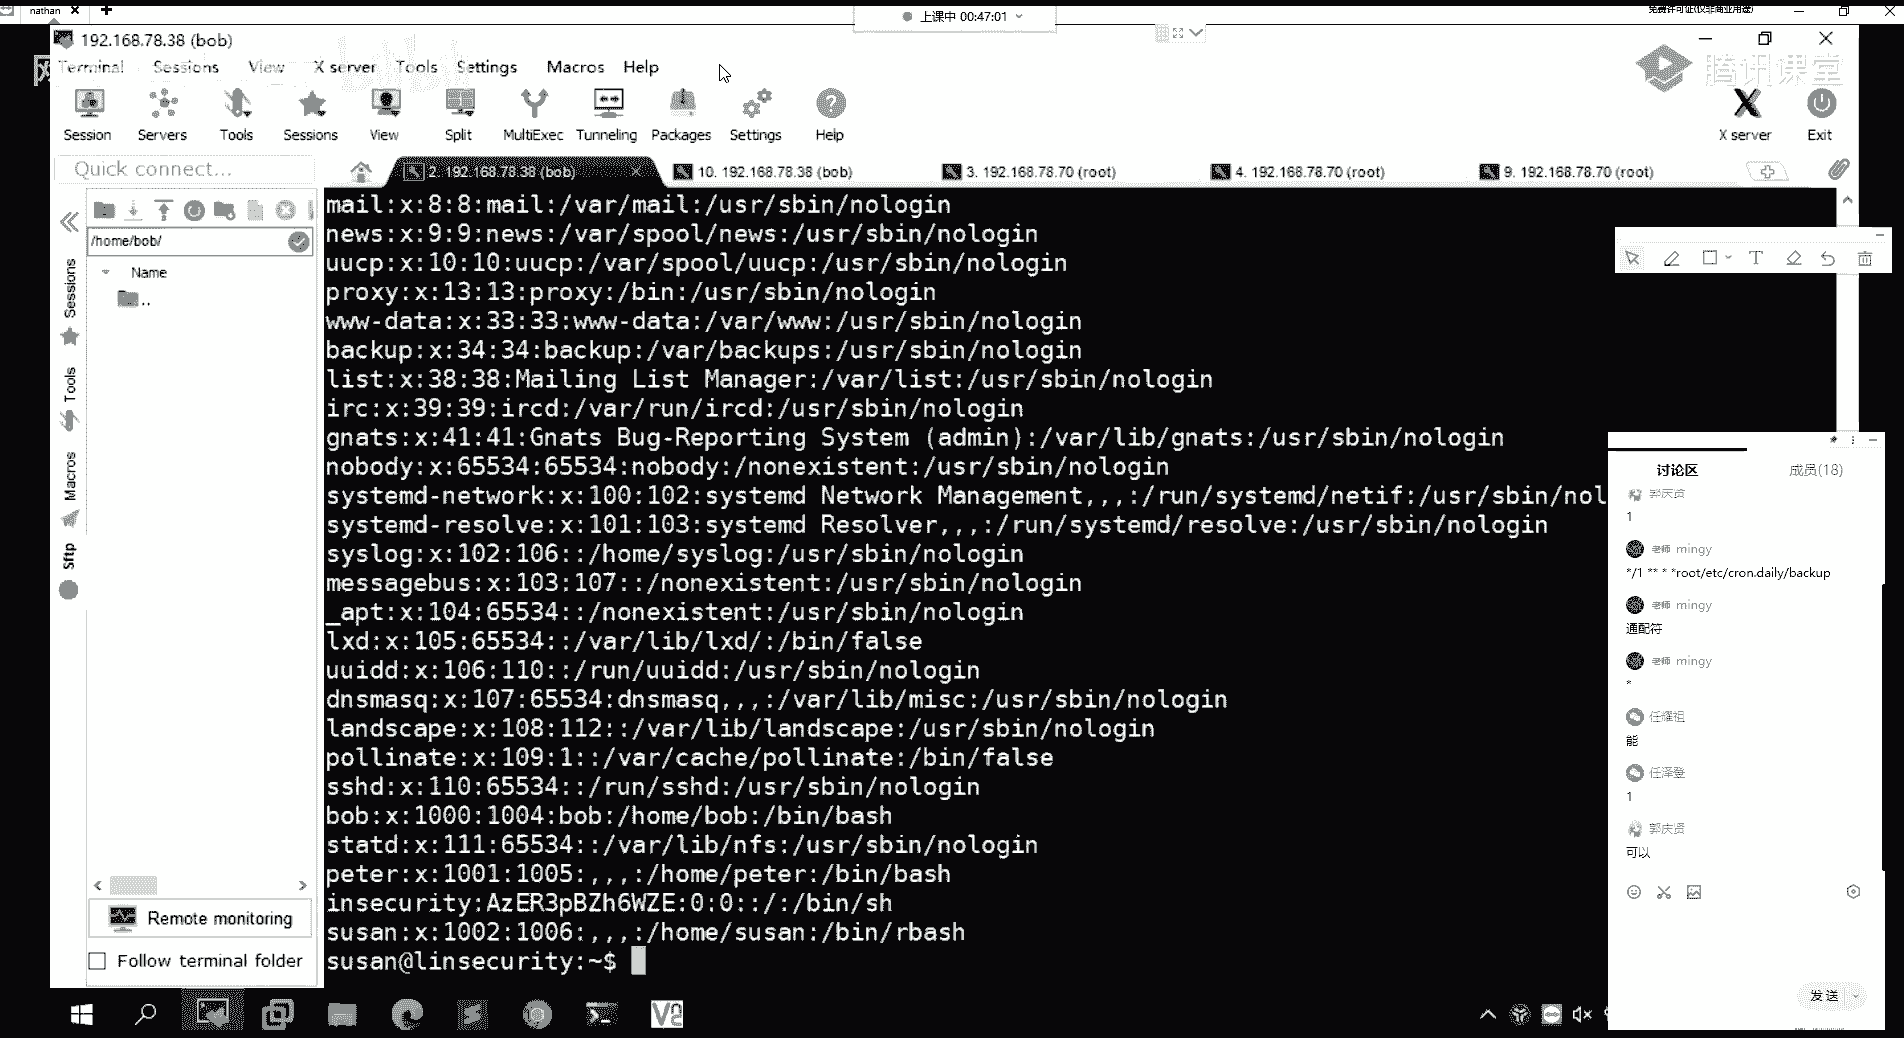 nathan
上课中 00:47:01
免费许可证(仅非商业用途)
192.168.78.38 (bob)
Terminal Sessions View X server Tools Settings Macros Help
腾讯课堂
Session Servers Tools Sessions View Split MultiExec Tunneling Packages Settings Help
X server Exit
Quick connect...
2. 192.168.78.38 (bob)
10. 192.168.78.38 (bob)
3. 192.168.78.70 (root)
4. 192.168.78.70 (root)
9. 192.168.78.70 (root)
/home/bob/
Name
..
Sessions
Tools
Macros
Sftp
Remote monitoring
Follow terminal folder
mail:x:8:8:mail:/var/mail:/usr/sbin/nologin
news:x:9:9:news:/var/spool/news:/usr/sbin/nologin
uucp:x:10:10:uucp:/var/spool/uucp:/usr/sbin/nologin
proxy:x:13:13:proxy:/bin:/usr/sbin/nologin
www-data:x:33:33:www-data:/var/www:/usr/sbin/nologin
backup:x:34:34:backup:/var/backups:/usr/sbin/nologin
list:x:38:38:Mailing List Manager:/var/list:/usr/sbin/nologin
irc:x:39:39:ircd:/var/run/ircd:/usr/sbin/nologin
gnats:x:41:41:Gnats Bug-Reporting System (admin):/var/lib/gnats:/usr/sbin/nologin
nobody:x:65534:65534:nobody:/nonexistent:/usr/sbin/nologin
systemd-network:x:100:102:systemd Network Management,,,:/run/systemd/netif:/usr/sbin/nol
systemd-resolve:x:101:103:systemd Resolver,,,:/run/systemd/resolve:/usr/sbin/nologin
syslog:x:102:106::/home/syslog:/usr/sbin/nologin
messagebus:x:103:107::/nonexistent:/usr/sbin/nologin
_apt:x:104:65534::/nonexistent:/usr/sbin/nologin
lxd:x:105:65534::/var/lib/lxd/:/bin/false
uuidd:x:106:110::/run/uuidd:/usr/sbin/nologin
dnsmasq:x:107:65534:dnsmasq,,,:/var/lib/misc:/usr/sbin/nologin
landscape:x:108:112::/var/lib/landscape:/usr/sbin/nologin
pollinate:x:109:1::/var/cache/pollinate:/bin/false
sshd:x:110:65534::/run/sshd:/usr/sbin/nologin
bob:x:1000:1004:bob:/home/bob:/bin/bash
statd:x:111:65534::/var/lib/nfs:/usr/sbin/nologin
peter:x:1001:1005:,,,:/home/peter:/bin/bash
insecurity:AzER3pBZh6WZE:0:0::/:/bin/sh
susan:x:1002:1006:,,,:/home/susan:/bin/rbash
susan@linsecurity:~$
讨论区 成员(18)
郭庆贤
1
老师 mingy
*/1 ** * *root/etc/cron.daily/backup
老师 mingy
通配符
老师 mingy
*
任耀祖
能
任泽登
1
郭庆贤
可以
发送